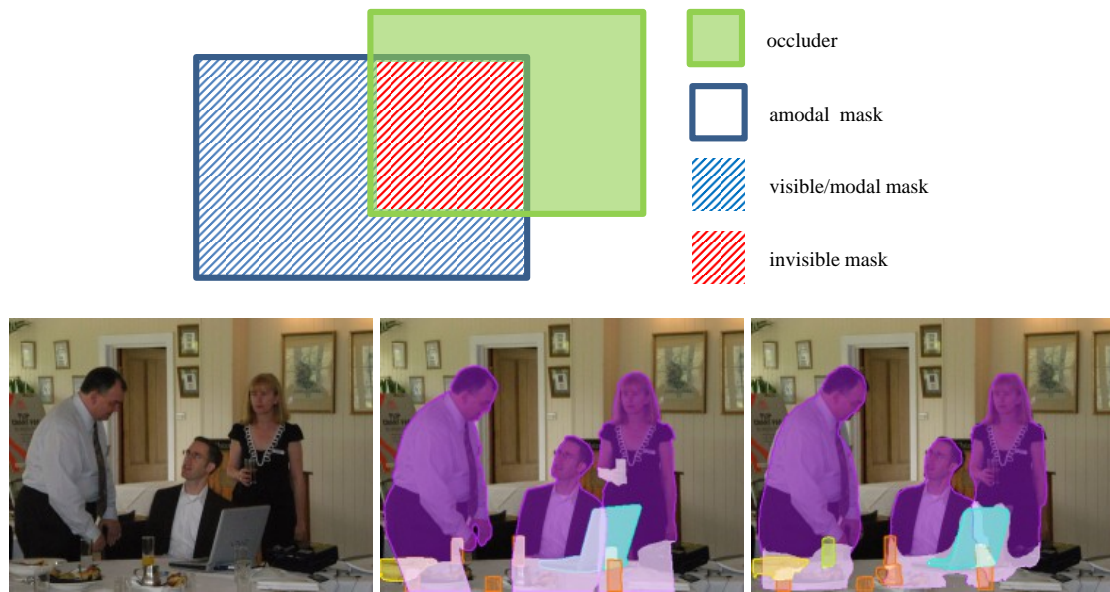 occluder
amodal mask
visible/modal mask
invisible mask